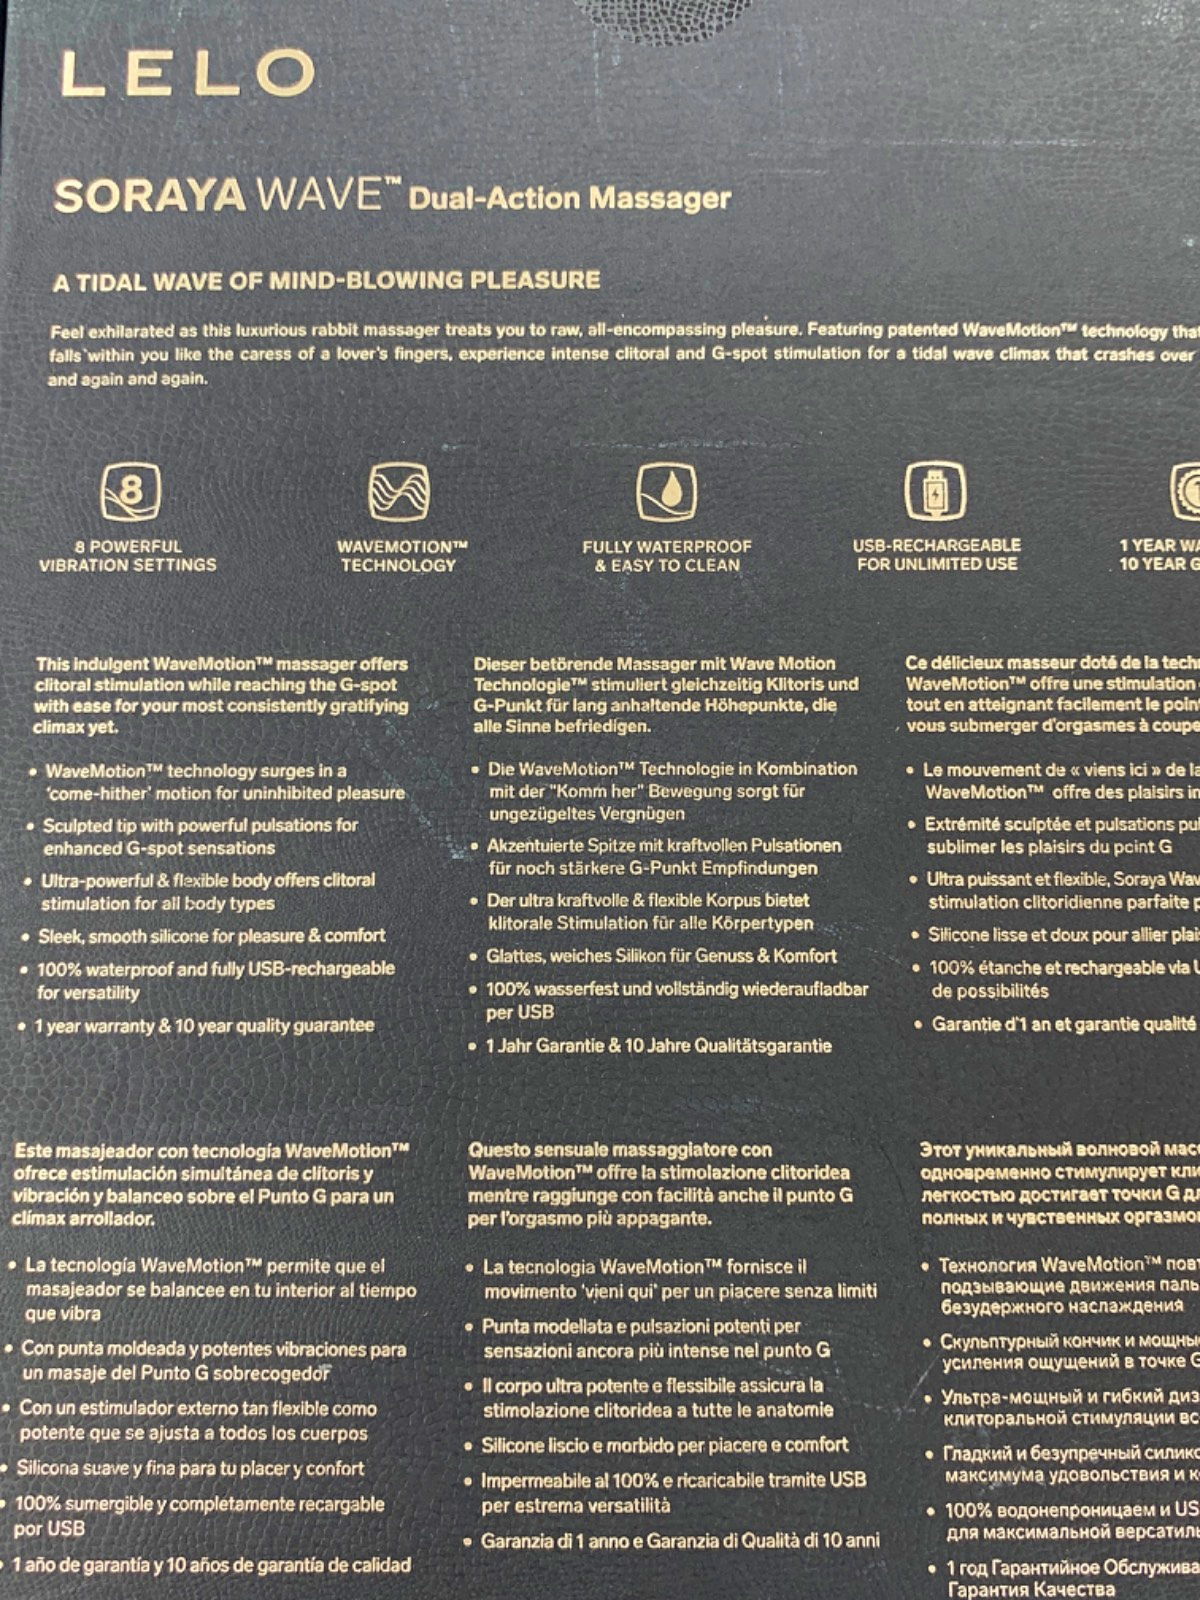 LELO
SORAYA WAVE™ Dual-Action Massager
A TIDAL WAVE OF MIND-BLOWING PLEASURE
Feel exhilarated as this luxurious rabbit massager treats you to raw, all-encompassing pleasure. Featuring patented WaveMotion™ technology
falls within you like the caress of a lover's fingers, experience intense clitoral and G-spot stimulation for a tidal wave climax that crashes over
and again and again.
8
8 POWERFUL
VIBRATION SETTINGS
WAVEMOTION™
TECHNOLOGY
FULLY WATERPROOF
& EASY TO CLEAN
USB-RECHARGEABLE
FOR UNLIMITED USE
1 YEAR
10 YEAR
This indulgent WaveMotion™ massager offers
clitoral stimulation while reaching the G-spot
with ease for your most consistently gratifying
climax yet.
• WaveMotion™ technology surges in a
'come-hither' motion for uninhibited pleasure
• Sculpted tip with powerful pulsations for
enhanced G-spot sensations
• Ultra-powerful & flexible body offers clitoral
stimulation for all body types
• Sleek, smooth silicone for pleasure & comfort
• 100% waterproof and fully USB-rechargeable
for versatility
• 1 year warranty & 10 year quality guarantee
Dieser betörende Massager mit Wave Motion
Technologie™ stimuliert gleichzeitig Klitoris und
G-Punkt für lang anhaltende Höhepunkte, die
alle Sinne befriedigen.
• Die WaveMotion™ Technologie in Kombination
mit der "Komm her" Bewegung sorgt für
ungezügeltes Vergnügen
• Akzentuierte Spitze mit kraftvollen Pulsationen
für noch stärkere G-Punkt Empfindungen
• Der ultra kraftvolle & flexible Korpus bietet
klitorale Stimulation für alle Körpertypen
• Glattes, weiches Silikon für Genuss & Komfort
• 100% wasserfest und vollständig wiederaufladbar
per USB
• 1 Jahr Garantie & 10 Jahre Qualitätsgarantie
Ce délicieux masseur doté de la
WaveMotion™ offre une stimulation
tout en atteignant facilement le
vous submerger d'orgasmes à
• Le mouvement de « viens ici » de
WaveMotion™ offre des plaisirs
• Extrémité sculptée et pulsations
sublimer les plaisirs du point G
• Ultra puissant et flexible, Soraya
stimulation clitoridienne parfaite
• Silicone lisse et doux pour allier
• 100% étanche et rechargeable via
de possibilités
• Garantie d'1 an et garantie qualité
Este masajeador con tecnología WaveMotion™
ofrece estimulación simultánea de clítoris y
vibración y balanceo sobre el Punto G para un
clímax arrollador.
• La tecnología WaveMotion™ permite que el
masajeador se balancee en tu interior al tiempo
que vibra
• Con punta moldeada y potentes vibraciones para
un masaje del Punto G sobrecogedor
• Con un estimulador externo tan flexible como
potente que se ajusta a todos los cuerpos
• Silicona suave y fina para tu placer y confort
• 100% sumergible y completamente recargable
por USB
• 1 año de garantía y 10 años de garantía de calidad
Questo sensuale massaggiatore con
WaveMotion™ offre la stimolazione clitoridea
mentre raggiunge con facilità anche il punto G
per l'orgasmo più appagante.
• La tecnologia WaveMotion™ fornisce il
movimento 'vieni qui' per un piacere senza limiti
• Punta modellata e pulsazioni potenti per
sensazioni ancora più intense nel punto G
• Il corpo ultra potente e flessibile assicura la
stimolazione clitoridea a tutte le anatomie
• Silicone liscio e morbido per piacere e comfort
• Impermeabile al 100% e ricaricabile tramite USB
per estrema versatilità
• Garanzia di 1 anno e Garanzia di Qualità di 10 anni
Этот уникальный волновой
одновременно стимулирует
легкостью достигает точки G
полных и чувственных
• Технология WaveMotion™
подзывающие движения
безудержного наслаждения
• Скульптурный кончик и
усиления ощущений в точке G
• Ультра-мощный и гибкий
клиторальной стимуляции
• Гладкий и безупречный
максимума удовольствия и
• 100% водонепроницаем и
для максимальной
• 1 год Гарантийное
Гарантия Качества